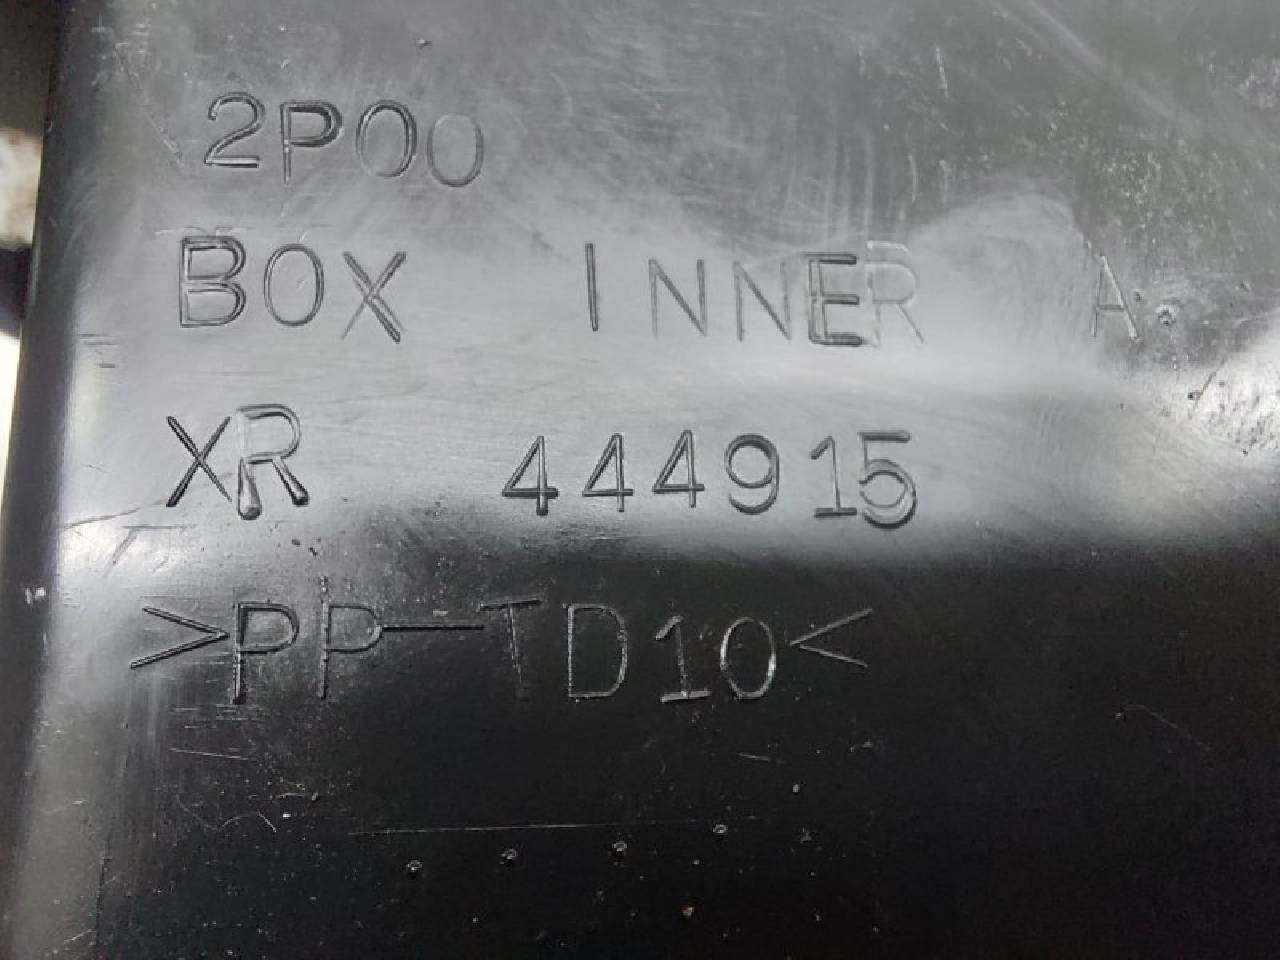 2P00
BOX INNER A.
XR 444915
>PP-TD10<